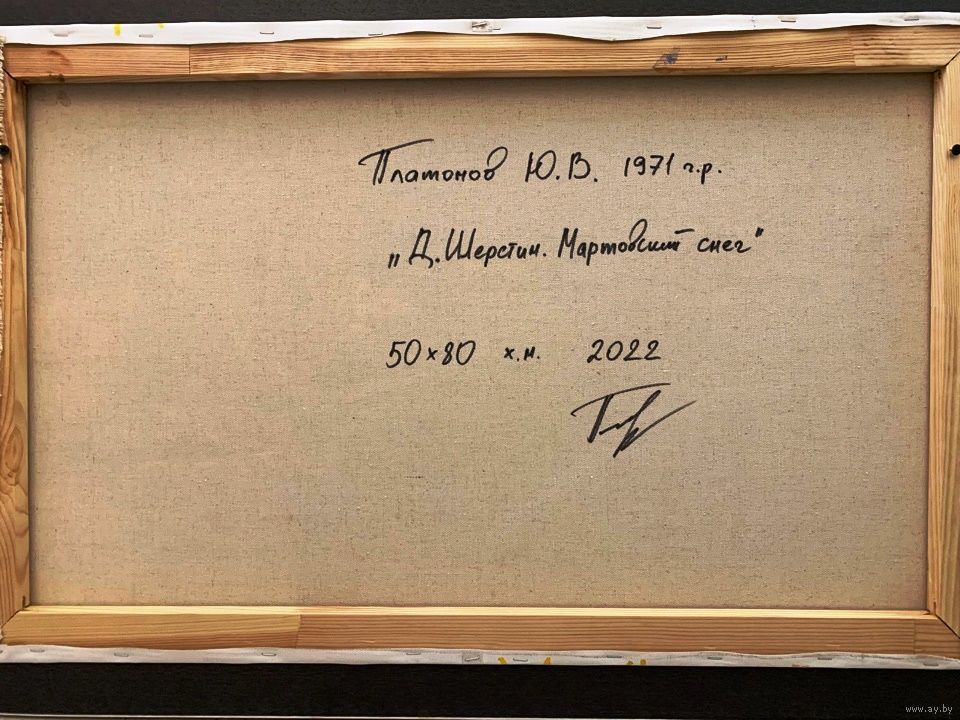 Платонов Ю.В. 1971 г.р.
„Д. Шерстин. Мартовский снег"
50×80 х.м. 2022
www.ay.by